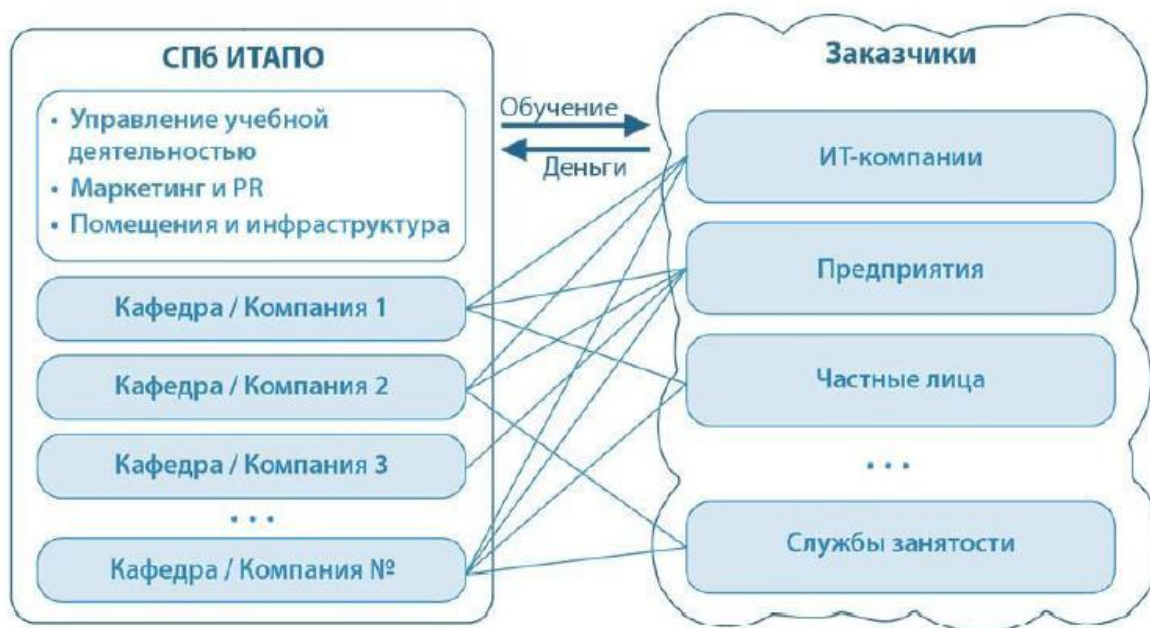 СПб ИТАПО
• Управление учебной
деятельностью
• Маркетинг и PR
• Помещения и инфраструктура
Кафедра / Компания 1
Кафедра / Компания 2
Кафедра / Компания 3
...
Кафедра / Компания №
Обучение
Деньги
Заказчики
ИТ-компании
Предприятия
Частные лица
...
Службы занятости